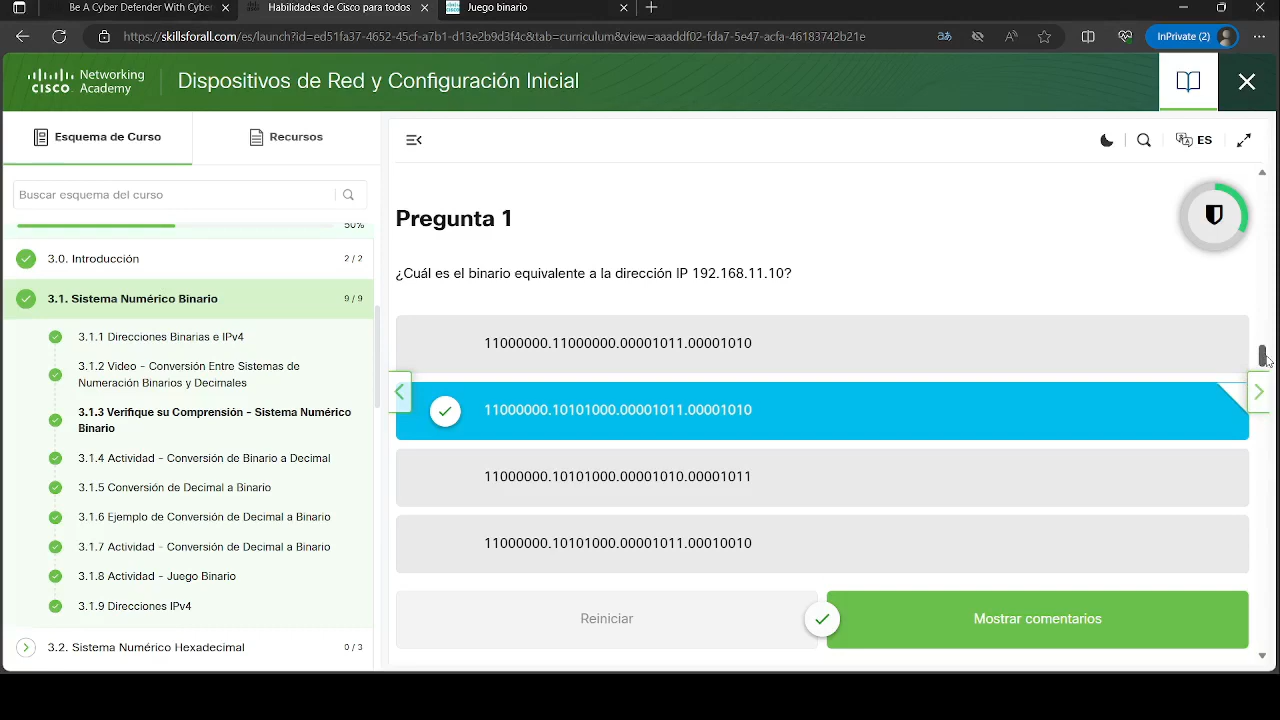 Be A Cyber Defender With Cyber
Habilidades de Cisco para todos
Juego binario
https://skillsforall.com/es/launch?id=ed51fa37-4652-45cf-a7b1-d13e2b9d3f4c&tab=curriculum&view=aaaddf02-fda7-5e47-acfa-46183742b21e
InPrivate (2)
Networking
CISCO Academy
Dispositivos de Red y Configuración Inicial
Esquema de Curso
Recursos
ES
Buscar esquema del curso
50%
3.0. Introducción
2 / 2
3.1. Sistema Numérico Binario
9 / 9
3.1.1 Direcciones Binarias e IPv4
3.1.2 Video - Conversión Entre Sistemas de
Numeración Binarios y Decimales
3.1.3 Verifique su Comprensión - Sistema Numérico
Binario
3.1.4 Actividad - Conversión de Binario a Decimal
3.1.5 Conversión de Decimal a Binario
3.1.6 Ejemplo de Conversión de Decimal a Binario
3.1.7 Actividad - Conversión de Decimal a Binario
3.1.8 Actividad - Juego Binario
3.1.9 Direcciones IPv4
3.2. Sistema Numérico Hexadecimal
0 / 3
Pregunta 1
¿Cuál es el binario equivalente a la dirección IP 192.168.11.10?
11000000.11000000.00001011.00001010
11000000.10101000.00001011.00001010
11000000.10101000.00001010.00001011
11000000.10101000.00001011.00010010
Reiniciar
Mostrar comentarios